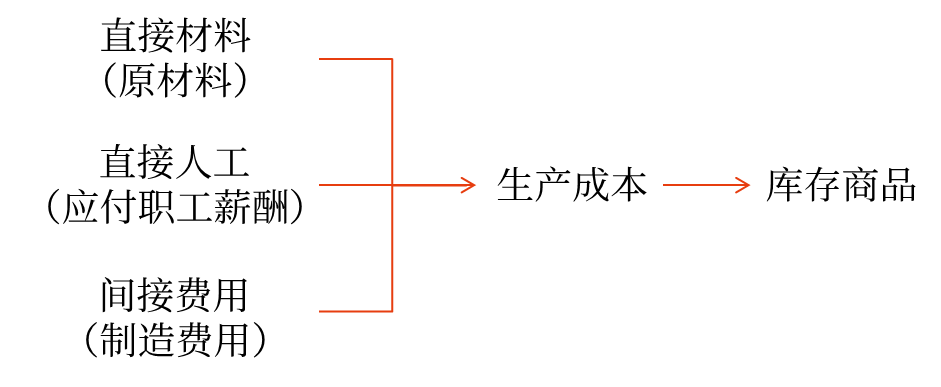 直接材料
（原材料）
直接人工
（应付职工薪酬）
生产成本
库存商品
间接费用
（制造费用）